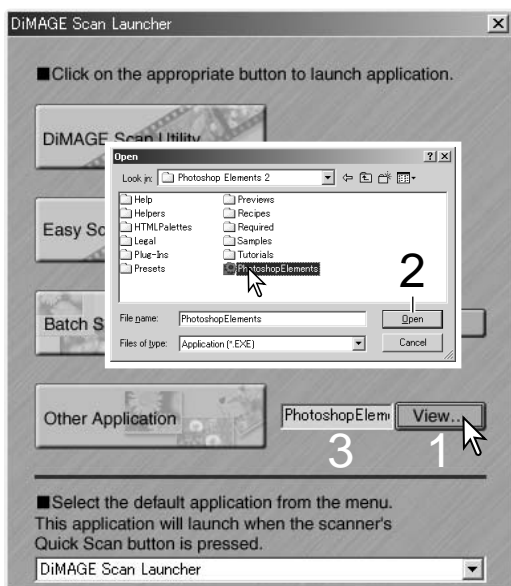 DiMAGE Scan Launcher
■Click on the appropriate button to launch application.
DiMAGE Scan Utility
Open
Look in: Photoshop Elements 2
Help
Helpers
HTMLPalettes
Legal
Plug-Ins
Presets
Previews
Recipes
Required
Samples
Tutorials
PhotoshopElements
2
File name: PhotoshopElements Open
Files of type: Application (*.EXE) Cancel
Easy Sc
Batch S
Other Application PhotoshopElem View...
3 1
■Select the default application from the menu.
This application will launch when the scanner's
Quick Scan button is pressed.
DiMAGE Scan Launcher